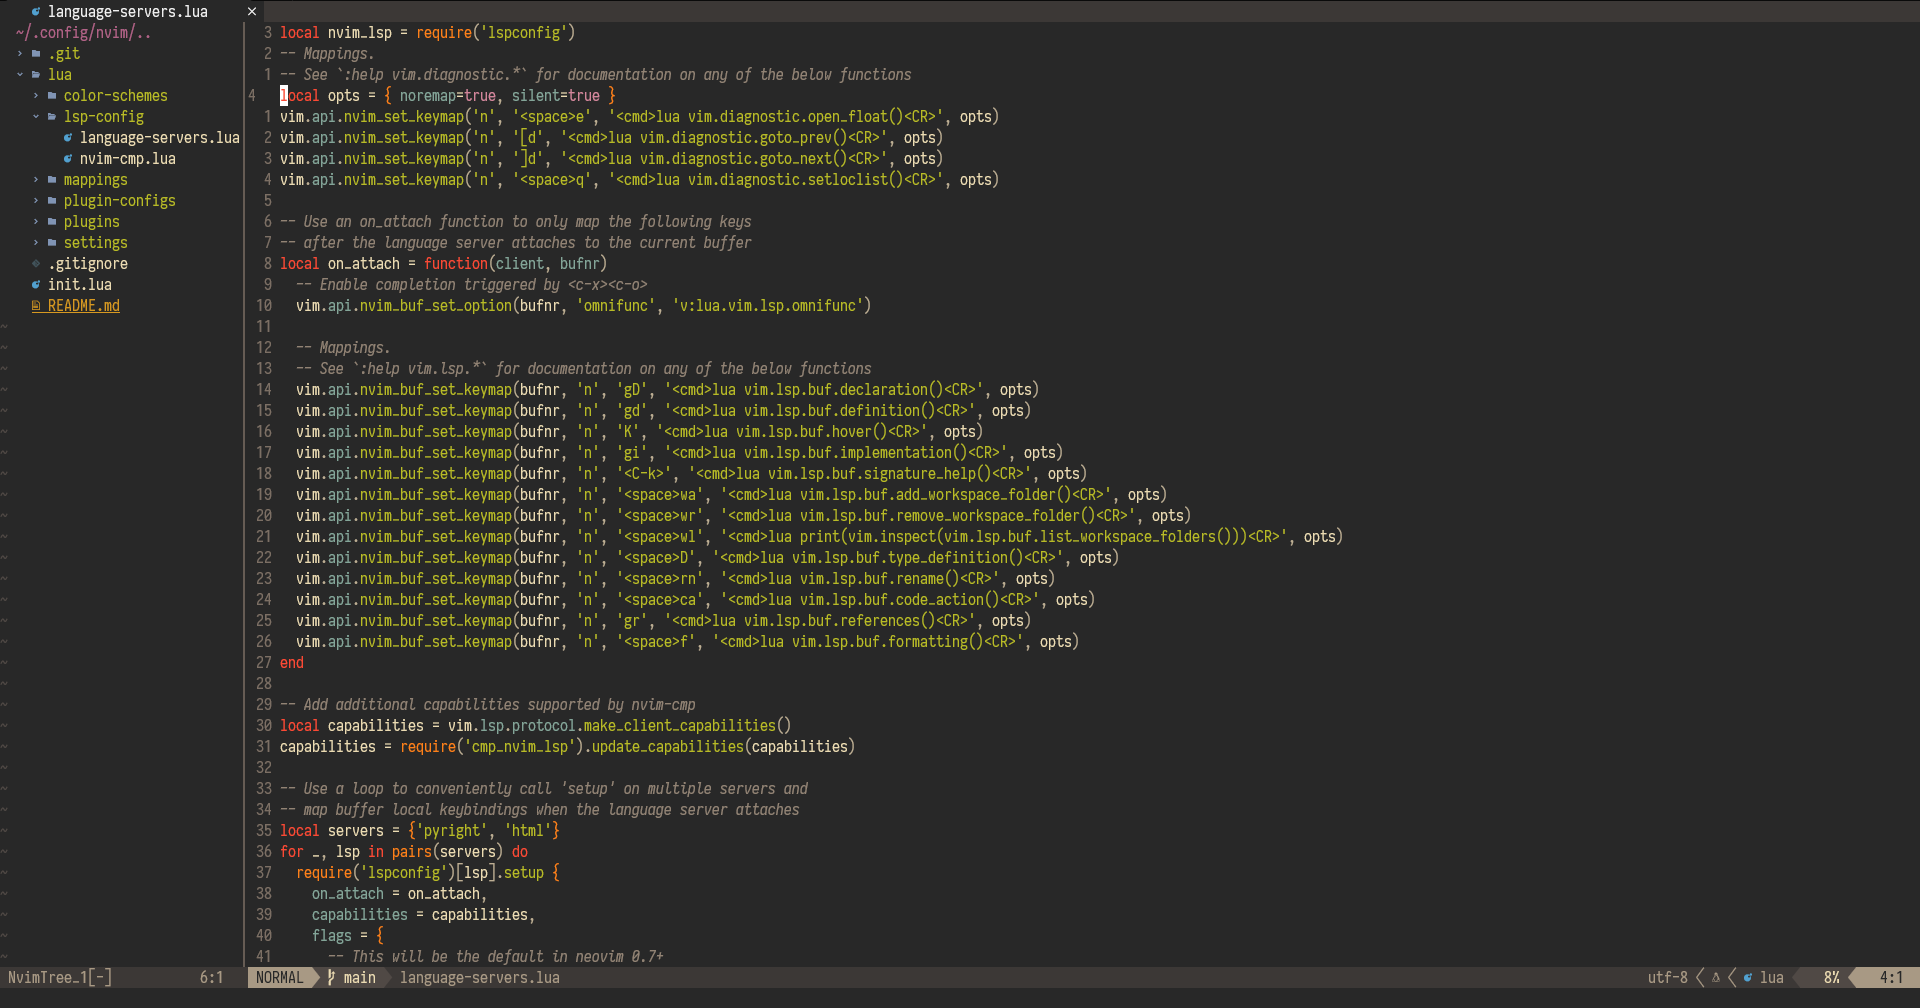 language-servers.lua ×
~/.config/nvim/..
› .git
⌄ lua
› color-schemes
⌄ lsp-config
language-servers.lua
nvim-cmp.lua
› mappings
› plugin-configs
› plugins
› settings
.gitignore
init.lua
README.md
3 local nvim_lsp = require('lspconfig')
2 -- Mappings.
1 -- See `:help vim.diagnostic.*` for documentation on any of the below functions
4 local opts = { noremap=true, silent=true }
1 vim.api.nvim_set_keymap('n', '<space>e', '<cmd>lua vim.diagnostic.open_float()<CR>', opts)
2 vim.api.nvim_set_keymap('n', '[d', '<cmd>lua vim.diagnostic.goto_prev()<CR>', opts)
3 vim.api.nvim_set_keymap('n', ']d', '<cmd>lua vim.diagnostic.goto_next()<CR>', opts)
4 vim.api.nvim_set_keymap('n', '<space>q', '<cmd>lua vim.diagnostic.setloclist()<CR>', opts)
5
6 -- Use an on_attach function to only map the following keys
7 -- after the language server attaches to the current buffer
8 local on_attach = function(client, bufnr)
9   -- Enable completion triggered by <c-x><c-o>
10   vim.api.nvim_buf_set_option(bufnr, 'omnifunc', 'v:lua.vim.lsp.omnifunc')
11
12   -- Mappings.
13   -- See `:help vim.lsp.*` for documentation on any of the below functions
14   vim.api.nvim_buf_set_keymap(bufnr, 'n', 'gD', '<cmd>lua vim.lsp.buf.declaration()<CR>', opts)
15   vim.api.nvim_buf_set_keymap(bufnr, 'n', 'gd', '<cmd>lua vim.lsp.buf.definition()<CR>', opts)
16   vim.api.nvim_buf_set_keymap(bufnr, 'n', 'K', '<cmd>lua vim.lsp.buf.hover()<CR>', opts)
17   vim.api.nvim_buf_set_keymap(bufnr, 'n', 'gi', '<cmd>lua vim.lsp.buf.implementation()<CR>', opts)
18   vim.api.nvim_buf_set_keymap(bufnr, 'n', '<C-k>', '<cmd>lua vim.lsp.buf.signature_help()<CR>', opts)
19   vim.api.nvim_buf_set_keymap(bufnr, 'n', '<space>wa', '<cmd>lua vim.lsp.buf.add_workspace_folder()<CR>', opts)
20   vim.api.nvim_buf_set_keymap(bufnr, 'n', '<space>wr', '<cmd>lua vim.lsp.buf.remove_workspace_folder()<CR>', opts)
21   vim.api.nvim_buf_set_keymap(bufnr, 'n', '<space>wl', '<cmd>lua print(vim.inspect(vim.lsp.buf.list_workspace_folders()))<CR>', opts)
22   vim.api.nvim_buf_set_keymap(bufnr, 'n', '<space>D', '<cmd>lua vim.lsp.buf.type_definition()<CR>', opts)
23   vim.api.nvim_buf_set_keymap(bufnr, 'n', '<space>rn', '<cmd>lua vim.lsp.buf.rename()<CR>', opts)
24   vim.api.nvim_buf_set_keymap(bufnr, 'n', '<space>ca', '<cmd>lua vim.lsp.buf.code_action()<CR>', opts)
25   vim.api.nvim_buf_set_keymap(bufnr, 'n', 'gr', '<cmd>lua vim.lsp.buf.references()<CR>', opts)
26   vim.api.nvim_buf_set_keymap(bufnr, 'n', '<space>f', '<cmd>lua vim.lsp.buf.formatting()<CR>', opts)
27 end
28
29 -- Add additional capabilities supported by nvim-cmp
30 local capabilities = vim.lsp.protocol.make_client_capabilities()
31 capabilities = require('cmp_nvim_lsp').update_capabilities(capabilities)
32
33 -- Use a loop to conveniently call 'setup' on multiple servers and
34 -- map buffer local keybindings when the language server attaches
35 local servers = {'pyright', 'html'}
36 for _, lsp in pairs(servers) do
37   require('lspconfig')[lsp].setup {
38     on_attach = on_attach,
39     capabilities = capabilities,
40     flags = {
41       -- This will be the default in neovim 0.7+
NvimTree_1[-] 6:1 NORMAL main language-servers.lua utf-8 lua 8% 4:1